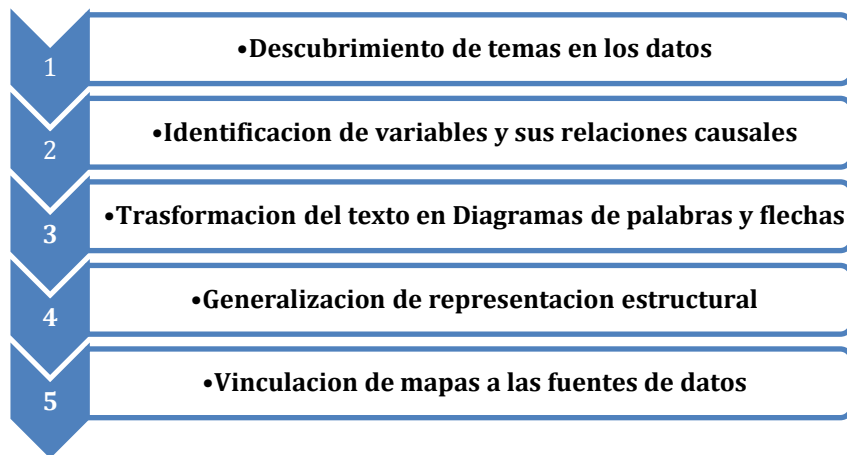 1 •Descubrimiento de temas en los datos
2 •Identificacion de variables y sus relaciones causales
3 •Trasformacion del texto en Diagramas de palabras y flechas
4 •Generalizacion de representacion estructural
5 •Vinculacion de mapas a las fuentes de datos